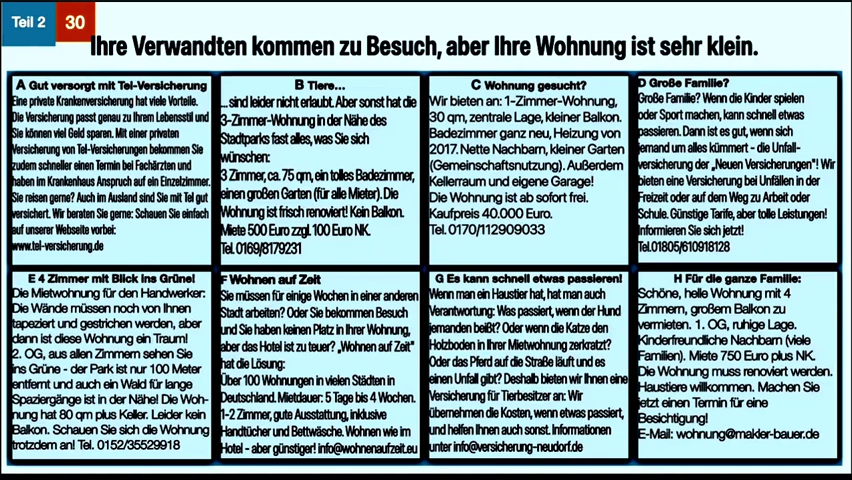 Teil 2
30
Ihre Verwandten kommen zu Besuch, aber Ihre Wohnung ist sehr klein.
A Gut versorgt mit Tel-Versicherung
Eine private Krankenversicherung hat viele Vorteile.
Die Versicherung passt genau zu Ihrem Lebensstil und
Sie können viel Geld sparen. Mit einer privaten
Versicherung von Tel-Versicherungen bekommen Sie
zudem schneller einen Termin bei Fachärzten und
haben im Krankenhaus Anspruch auf ein Einzelzimmer.
Sie reisen gerne? Auch im Ausland sind Sie mit Tel gut
versichert. Wir beraten Sie gerne: Schauen Sie einfach
auf unserer Webseite vorbei:
www.tel-versicherung.de
B Tiere...
... sind leider nicht erlaubt. Aber sonst hat die
3-Zimmer-Wohnung in der Nähe des
Stadtparks fast alles, was Sie sich
wünschen:
3 Zimmer, ca. 75 qm, ein tolles Badezimmer,
einen großen Garten (für alle Mieter). Die
Wohnung ist frisch renoviert! Kein Balkon.
Miete 500 Euro zzgl. 100 Euro NK.
Tel. 0169/8179231
C Wohnung gesucht?
Wir bieten an: 1-Zimmer-Wohnung,
30 qm, zentrale Lage, kleiner Balkon.
Badezimmer ganz neu, Heizung von
2017. Nette Nachbarn, kleiner Garten
(Gemeinschaftsnutzung). Außerdem
Kellerraum und eigene Garage!
Die Wohnung ist ab sofort frei.
Kaufpreis 40.000 Euro.
Tel. 0170/112909033
D Große Familie?
Große Familie? Wenn die Kinder spielen
oder Sport machen, kann schnell etwas
passieren. Dann ist es gut, wenn sich
jemand um alles kümmert - die Unfall-
versicherung der „Neuen Versicherungen"! Wir
bieten eine Versicherung bei Unfällen in der
Freizeit oder auf dem Weg zu Arbeit oder
Schule. Günstige Tarife, aber tolle Leistungen!
Informieren Sie sich jetzt!
Tel.01805/610918128
E 4 Zimmer mit Blick ins Grüne!
Die Mietwohnung für den Handwerker:
Die Wände müssen noch von Ihnen
tapeziert und gestrichen werden, aber
dann ist diese Wohnung ein Traum!
2. OG, aus allen Zimmern sehen Sie
ins Grüne - der Park ist nur 100 Meter
entfernt und auch ein Wald für lange
Spaziergänge ist in der Nähe! Die Woh-
nung hat 80 qm plus Keller. Leider kein
Balkon. Schauen Sie sich die Wohnung
trotzdem an! Tel. 0152/35529918
F Wohnen auf Zeit
Sie müssen für einige Wochen in einer anderen
Stadt arbeiten? Oder Sie bekommen Besuch
und Sie haben keinen Platz in Ihrer Wohnung,
aber das Hotel ist zu teuer? „Wohnen auf Zeit"
hat die Lösung:
Über 100 Wohnungen in vielen Städten in
Deutschland. Mietdauer: 5 Tage bis 4 Wochen.
1-2 Zimmer, gute Ausstattung, inklusive
Handtücher und Bettwäsche. Wohnen wie im
Hotel - aber günstiger! info@wohnenaufzeit.eu
G Es kann schnell etwas passieren!
Wenn man ein Haustier hat, hat man auch
Verantwortung: Was passiert, wenn der Hund
jemanden beißt? Oder wenn die Katze den
Holzboden in Ihrer Mietwohnung zerkratzt?
Oder das Pferd auf die Straße läuft und es
einen Unfall gibt? Deshalb bieten wir Ihnen eine
Versicherung für Tierbesitzer an: Wir
übernehmen die Kosten, wenn etwas passiert,
und helfen Ihnen auch sonst. Informationen
unter info@versicherung-neudorf.de
H Für die ganze Familie:
Schöne, helle Wohnung mit 4
Zimmern, großem Balkon zu
vermieten. 1. OG, ruhige Lage.
Kinderfreundliche Nachbarn (viele
Familien). Miete 750 Euro plus NK.
Die Wohnung muss renoviert werden.
Haustiere willkommen. Machen Sie
jetzt einen Termin für eine
Besichtigung!
E-Mail: wohnung@makler-bauer.de